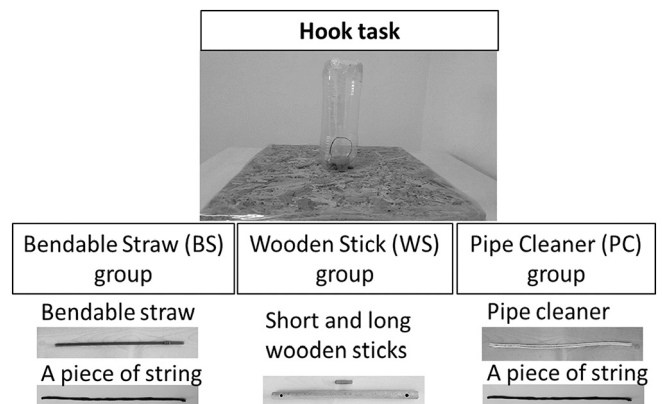 Hook task
Bendable Straw (BS)
group
Wooden Stick (WS)
group
Pipe Cleaner (PC)
group
Bendable straw
A piece of string
Short and long
wooden sticks
Pipe cleaner
A piece of string